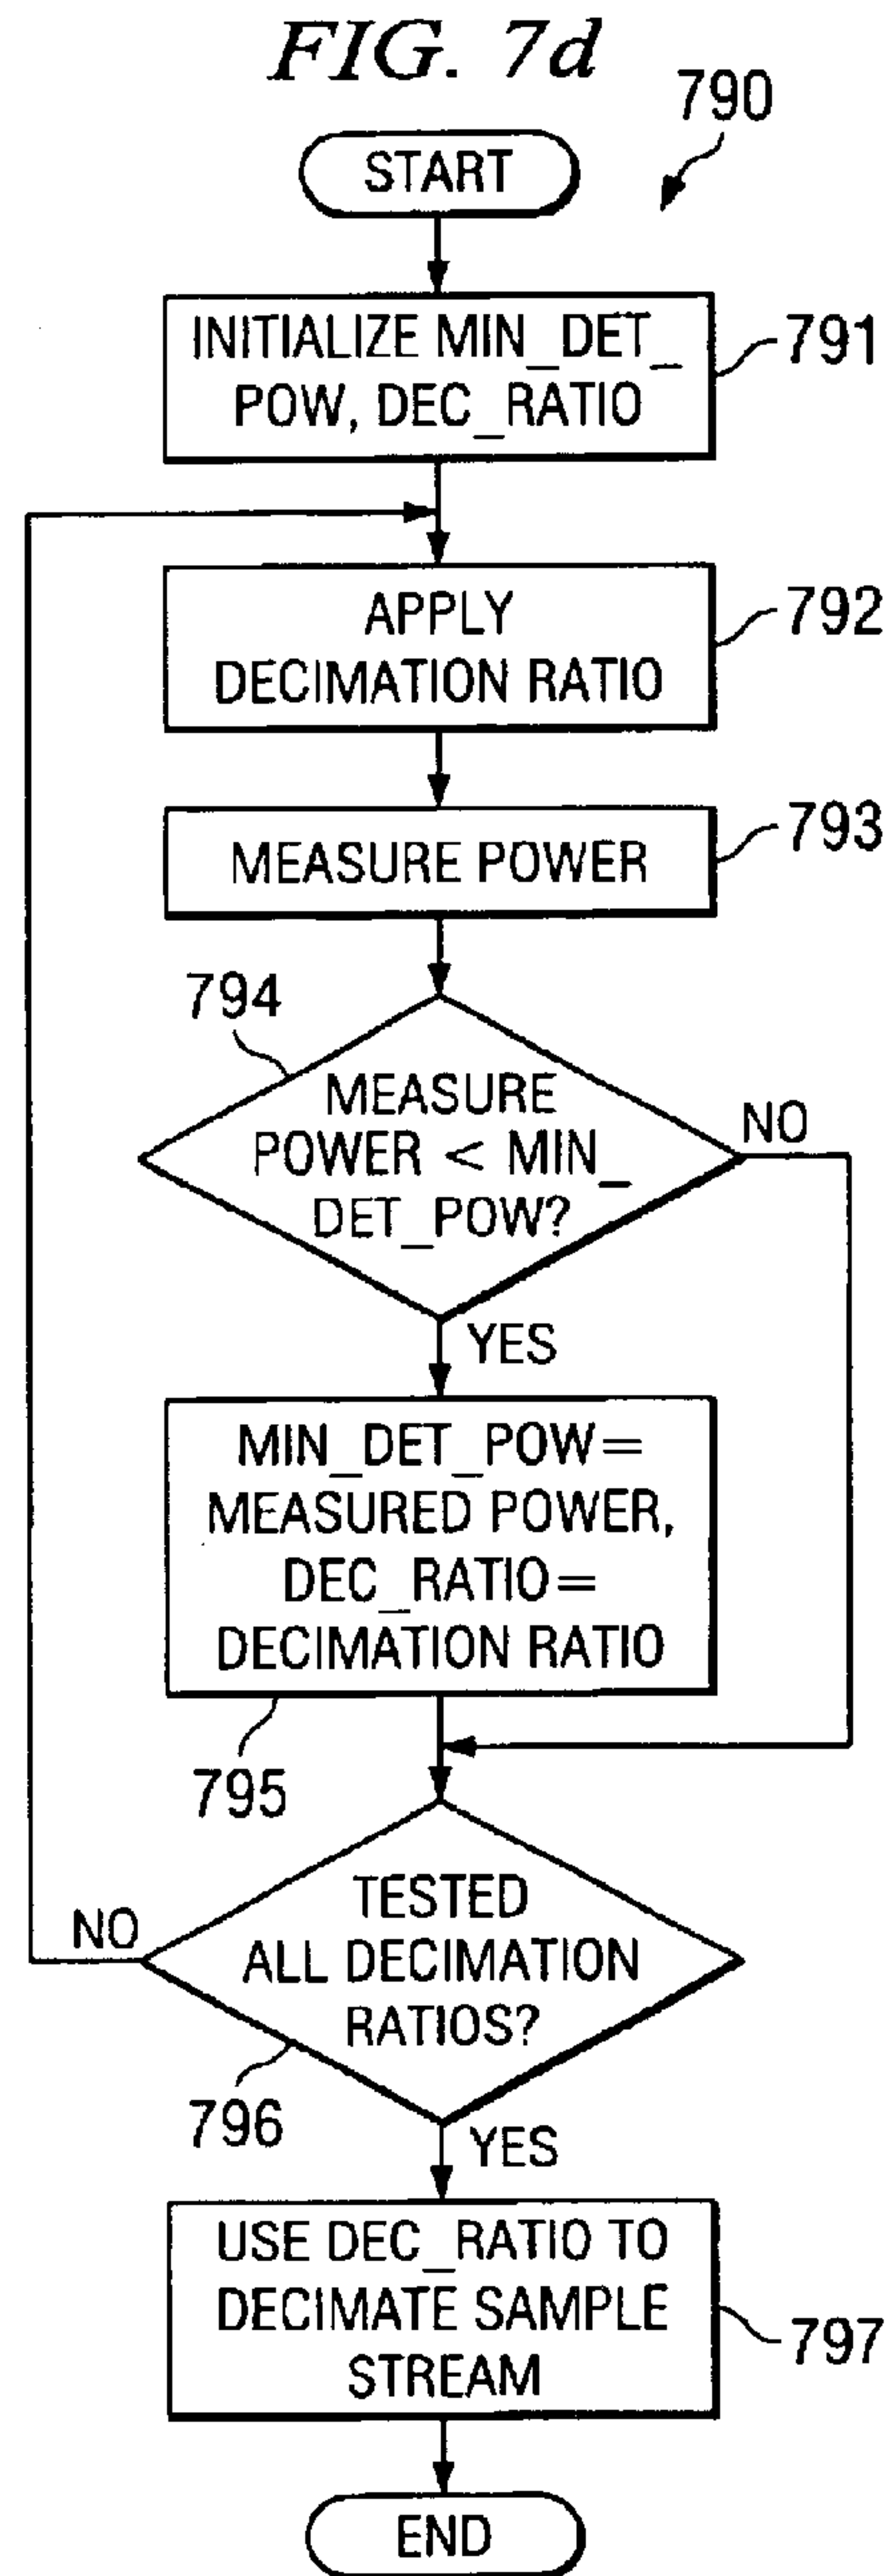 FIG. 7d
790
START
INITIALIZE MIN_DET_
POW, DEC_RATIO
791
APPLY
DECIMATION RATIO
792
MEASURE POWER
793
794
MEASURE
POWER < MIN_
DET_POW?
NO
YES
MIN_DET_POW=
MEASURED POWER,
DEC_RATIO=
DECIMATION RATIO
795
TESTED
ALL DECIMATION
RATIOS?
NO
796
YES
USE DEC_RATIO TO
DECIMATE SAMPLE
STREAM
797
END